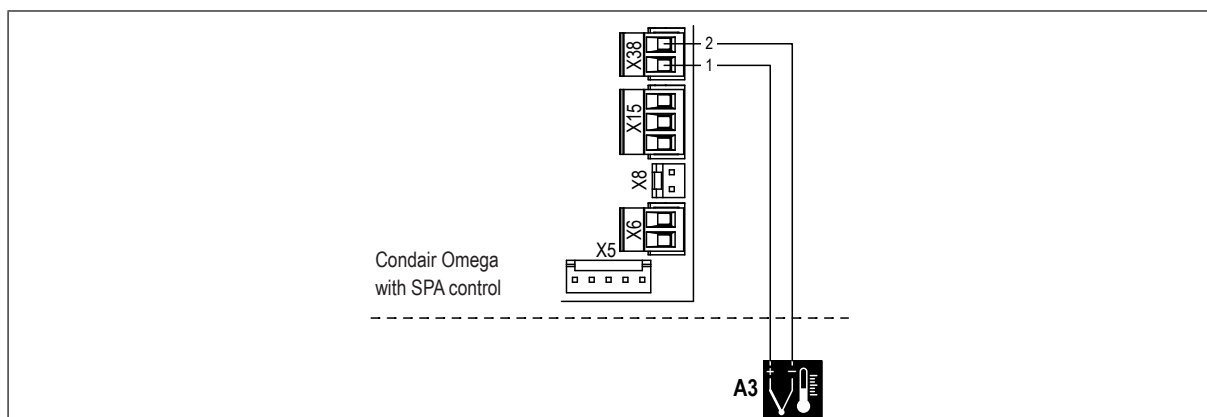 X38
2
1
X15
X8
X6
X5
Condair Omega
with SPA control
A3
+ –